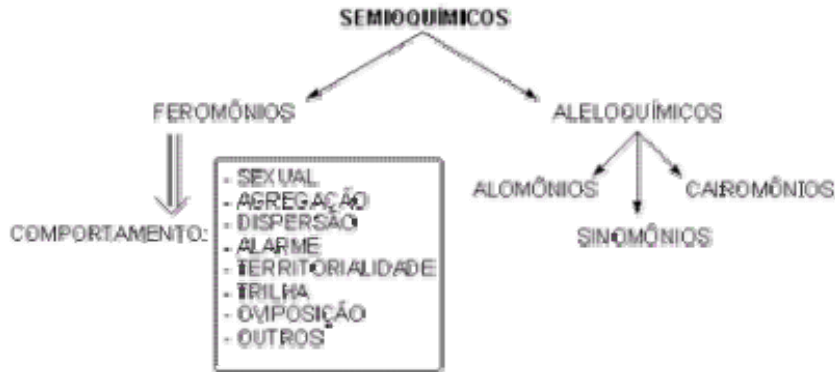 SEMIOQUÍMICOS
FEROMÔNIOS
ALELOQUÍMICOS
ALOMÔNIOS
CAIROMÔNIOS
SINOMÔNIOS
COMPORTAMENTO:
- SEXUAL
- AGREGAÇÃO
- DISPERSÃO
- ALARME
- TERRITORIALIDADE
- TRILHA
- OVIPOSIÇÃO
- OUTROS